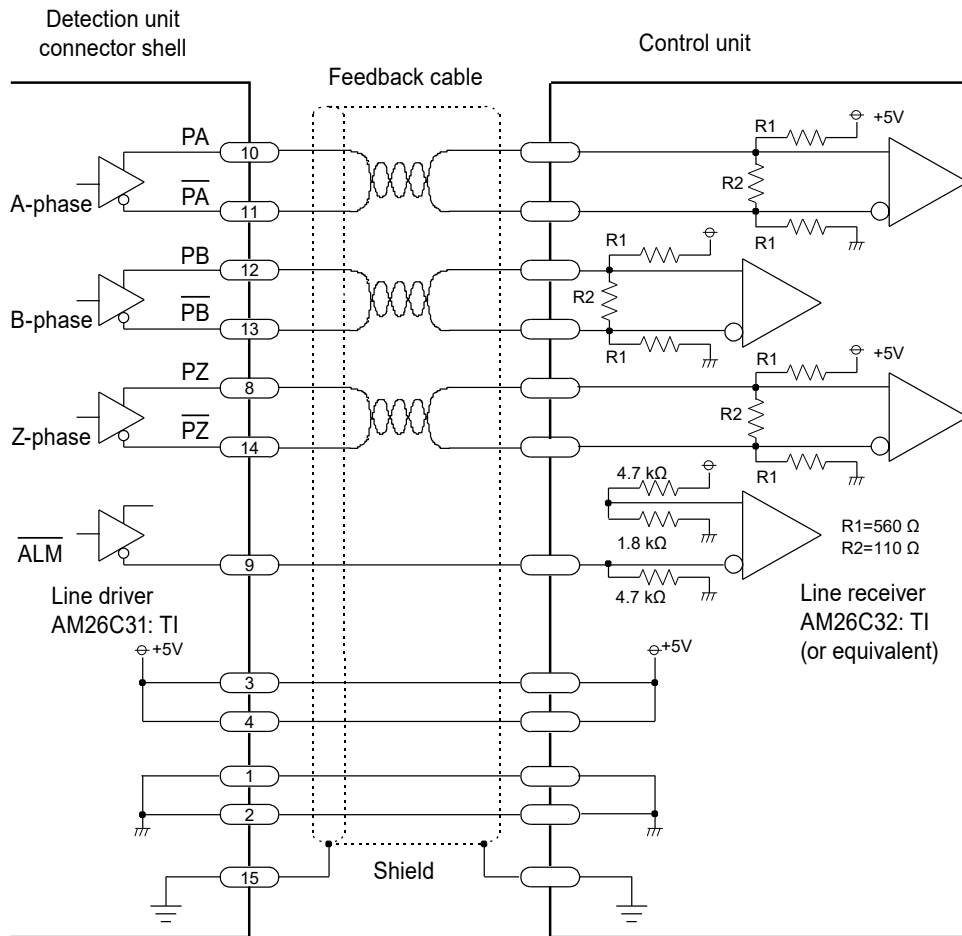 Detection unit
connector shell
Control unit
Feedback cable
R1
+5V
PA
10
R2
A-phase
PA
11
R1
PB
12
R1
R2
B-phase
PB
13
R1
PZ
8
R1
+5V
R2
Z-phase
PZ
14
R1
4.7 kΩ
1.8 kΩ
R1=560 Ω
R2=110 Ω
ALM
9
4.7 kΩ
Line driver
AM26C31: TI
Line receiver
AM26C32: TI
(or equivalent)
+5V
+5V
3
4
1
2
Shield
15